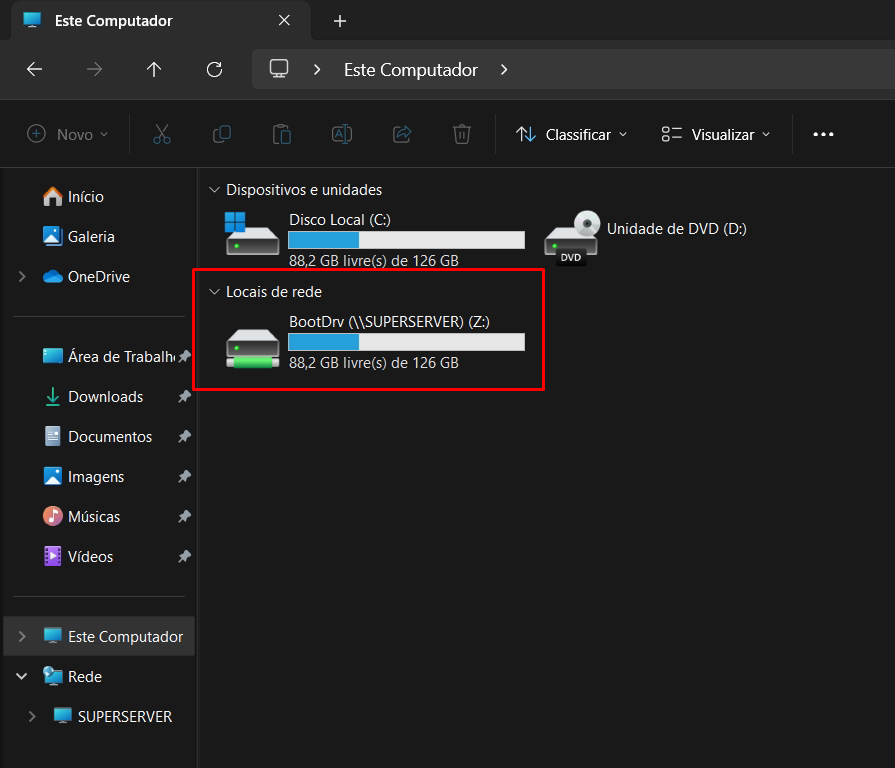 Este Computador
Este Computador
Novo
Classificar
Visualizar
Início
Galeria
OneDrive
Área de Trabalh
Downloads
Documentos
Imagens
Músicas
Vídeos
Este Computador
Rede
SUPERSERVER
Dispositivos e unidades
Disco Local (C:)
88,2 GB livre(s) de 126 GB
Unidade de DVD (D:)
DVD
Locais de rede
BootDrv (\\SUPERSERVER) (Z:)
88,2 GB livre(s) de 126 GB